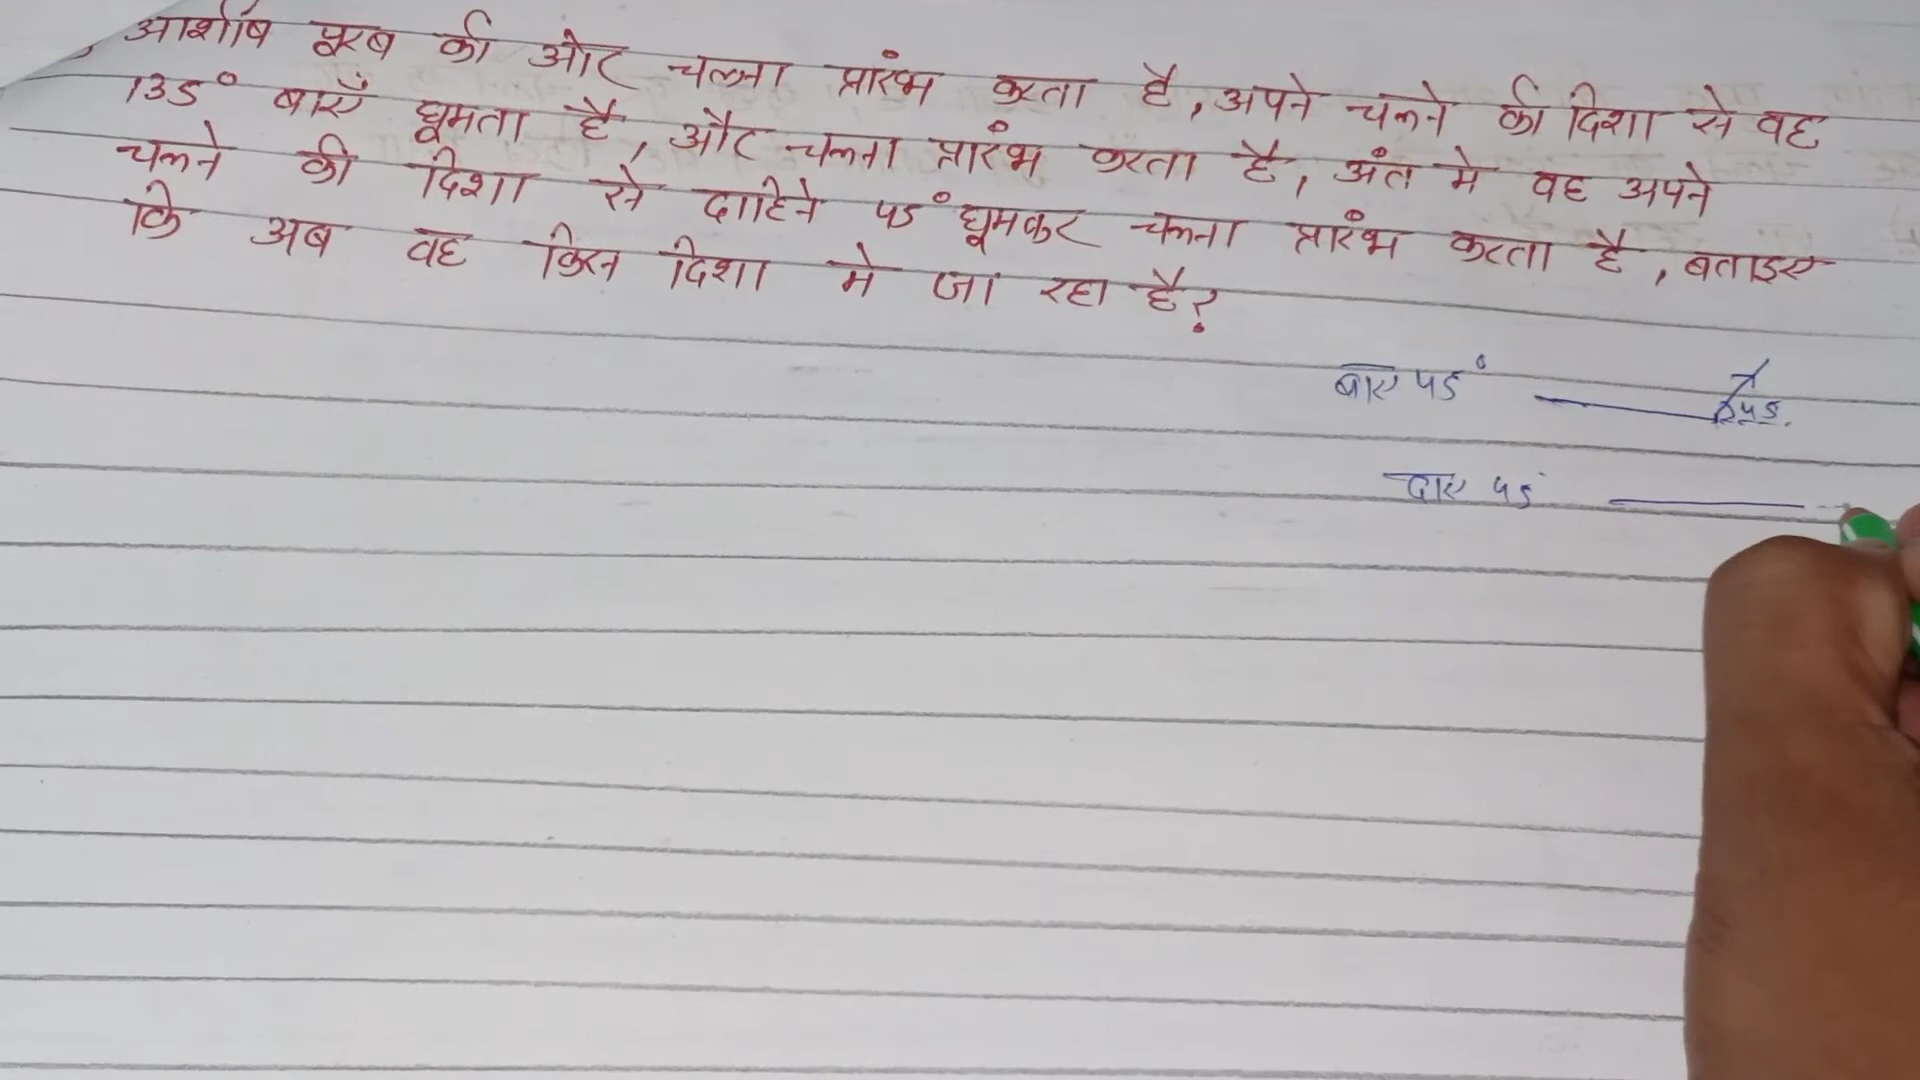 आशीष पूरब की ओर चलना प्रारंभ करता है, अपने चलने की दिशा से वह
135° बाएँ घूमता है, और चलना प्रारंभ करता है, अंत मे वह अपने
चलने की दिशा से दाहिने 45° घूमकर चलना प्रारंभ करता है, बताइए
कि अब वह किस दिशा मे जा रहा है?
बाए 45°
45.
दाए 45